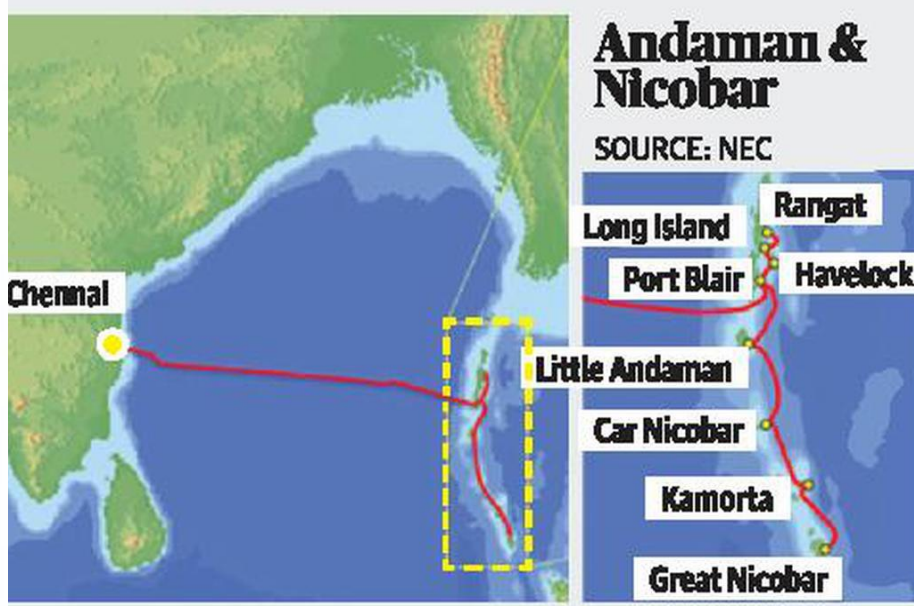 Andaman &
Nicobar
SOURCE: NEC
Chennai
Rangat
Long Island
Port Blair
Havelock
Little Andaman
Car Nicobar
Kamorta
Great Nicobar